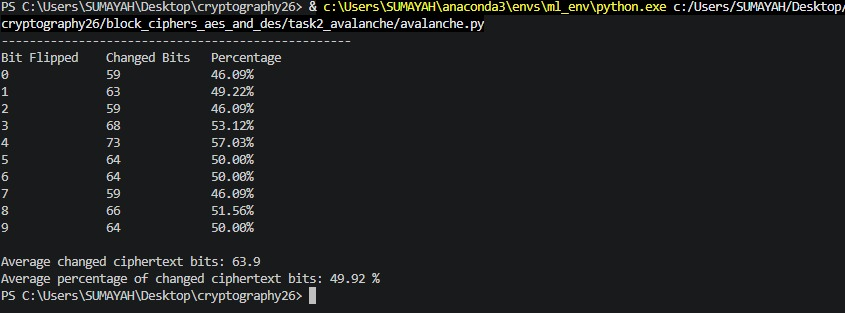 PS C:\Users\SUMAYAH\Desktop\cryptography26> & c:\Users\SUMAYAH\anaconda3\envs\ml_env\python.exe c:/Users/SUMAYAH/Desktop/
cryptography26/block_ciphers_aes_and_des/task2_avalanche/avalanche.py
--------------------------------------------------
Bit Flipped    Changed Bits   Percentage
0              59             46.09%
1              63             49.22%
2              59             46.09%
3              68             53.12%
4              73             57.03%
5              64             50.00%
6              64             50.00%
7              59             46.09%
8              66             51.56%
9              64             50.00%

Average changed ciphertext bits: 63.9
Average percentage of changed ciphertext bits: 49.92 %
PS C:\Users\SUMAYAH\Desktop\cryptography26>